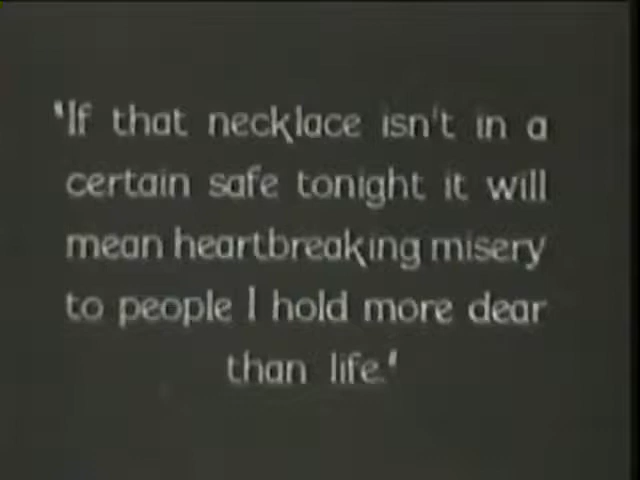 'If that necklace isn't in a
certain safe tonight it will
mean heartbreaking misery
to people I hold more dear
than life.'